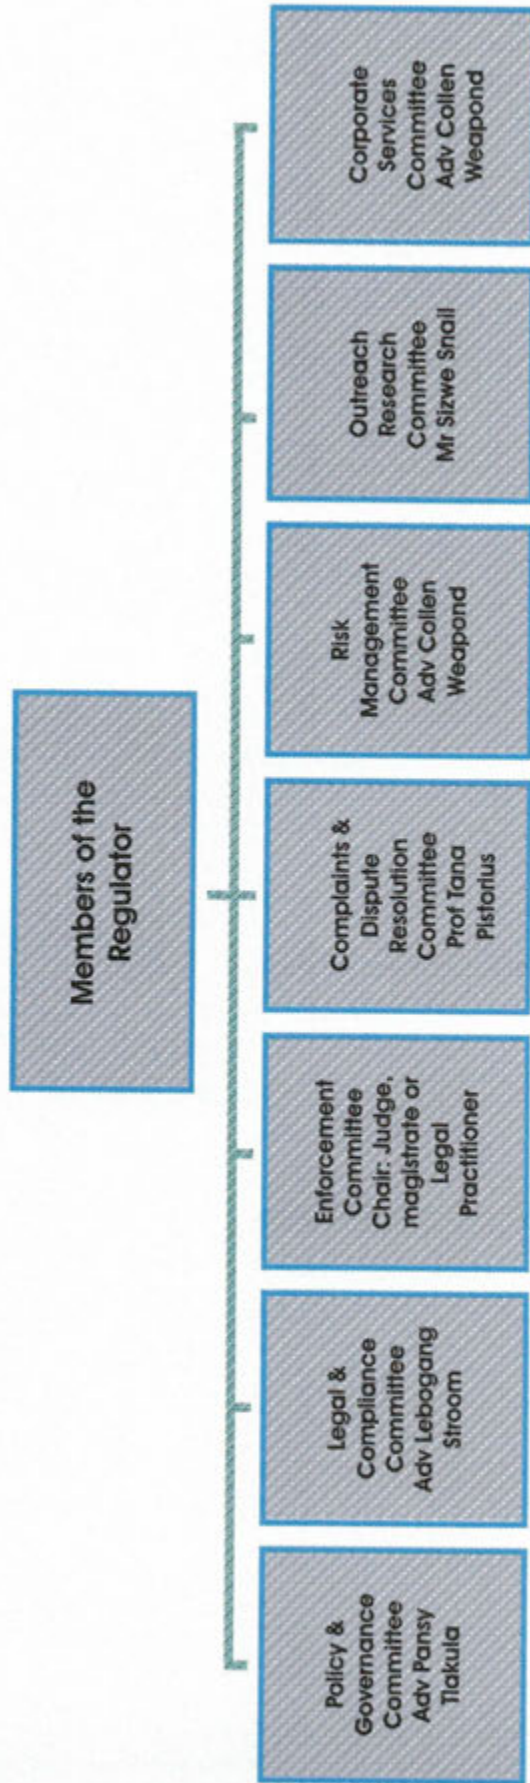 Members of the
Regulator
Policy &
Governance
Committee
Adv Pansy
Tlakula
Legal &
Compliance
Committee
Adv Lebogang
Stroom
Enforcement
Committee
Chair: Judge,
magistrate or
Legal
Practitioner
Complaints &
Dispute
Resolution
Committee
Prof Tana
Pistorius
Risk
Management
Committee
Adv Collen
Weapond
Outreach
Research
Committee
Mr Sizwe Snail
Corporate
Services
Committee
Adv Collen
Weapond